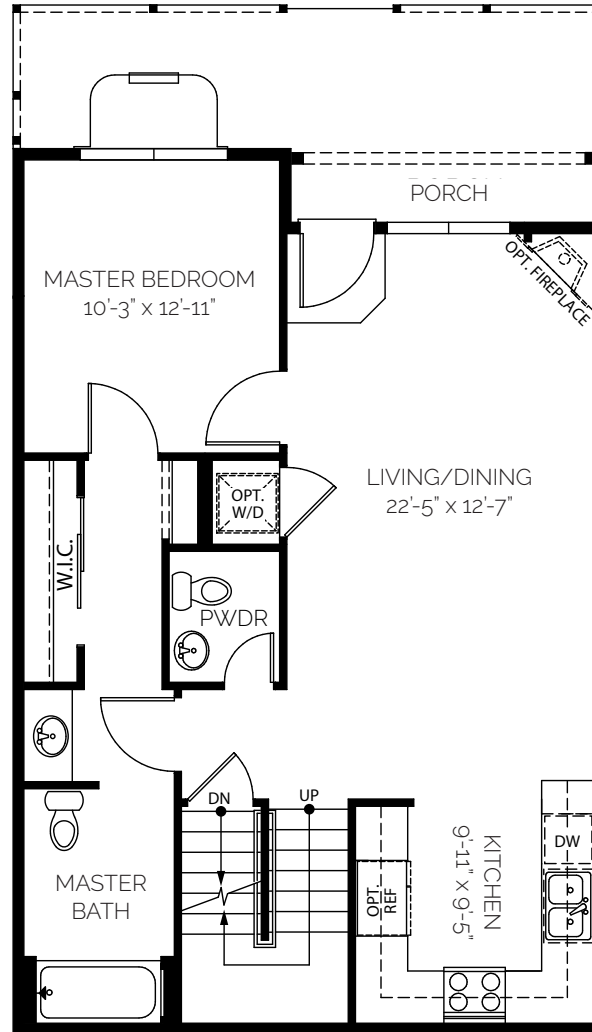 PORCH
OPT. FIREPLACE
MASTER BEDROOM
10'-3" x 12'-11"
LIVING/DINING
22'-5" x 12'-7"
OPT.
W/D
W.I.C.
PWDR
DN
UP
KITCHEN
9'-11" x 9'-5"
DW
OPT.
REF
MASTER
BATH